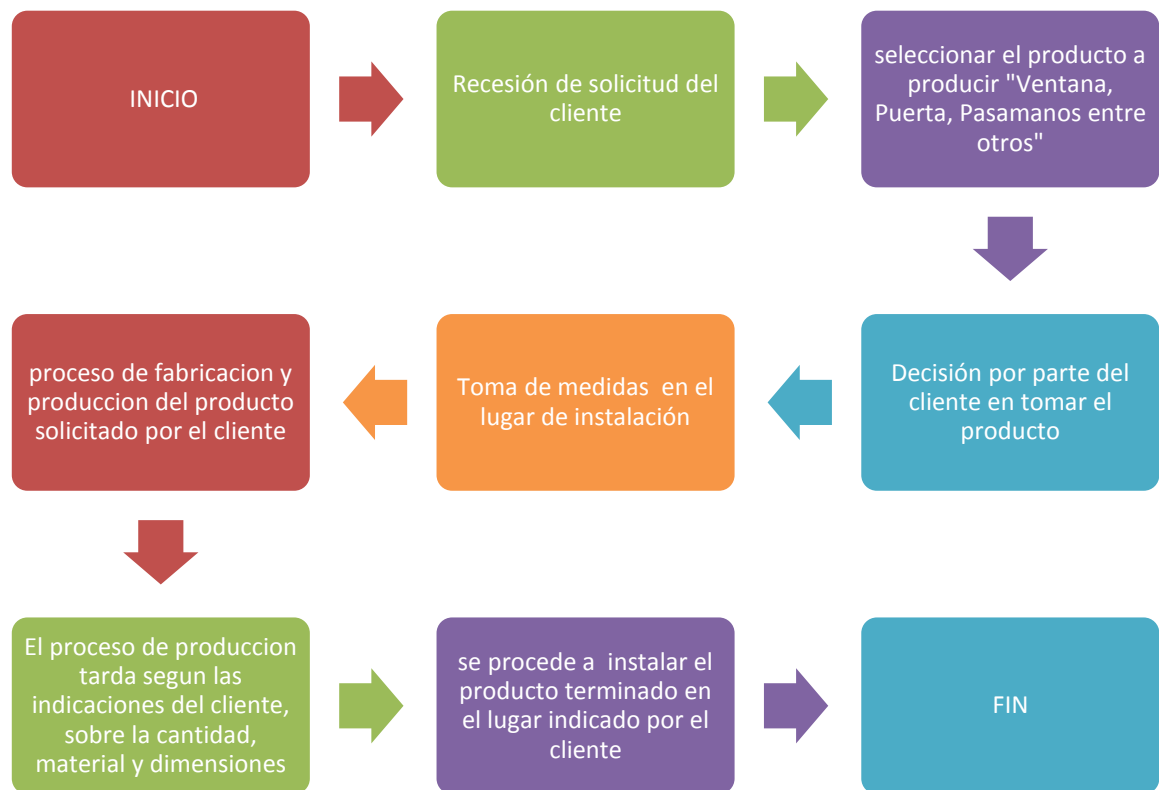 INICIO
Recesión de solicitud del
cliente
seleccionar el producto a
producir "Ventana,
Puerta, Pasamanos entre
otros"
Decisión por parte del
cliente en tomar el
producto
Toma de medidas  en el
lugar de instalación
proceso de fabricacion y
produccion del producto
solicitado por el cliente
El proceso de produccion
tarda segun las
indicaciones del cliente,
sobre la cantidad,
material y dimensiones
se procede a  instalar el
producto terminado en
el lugar indicado por el
cliente
FIN